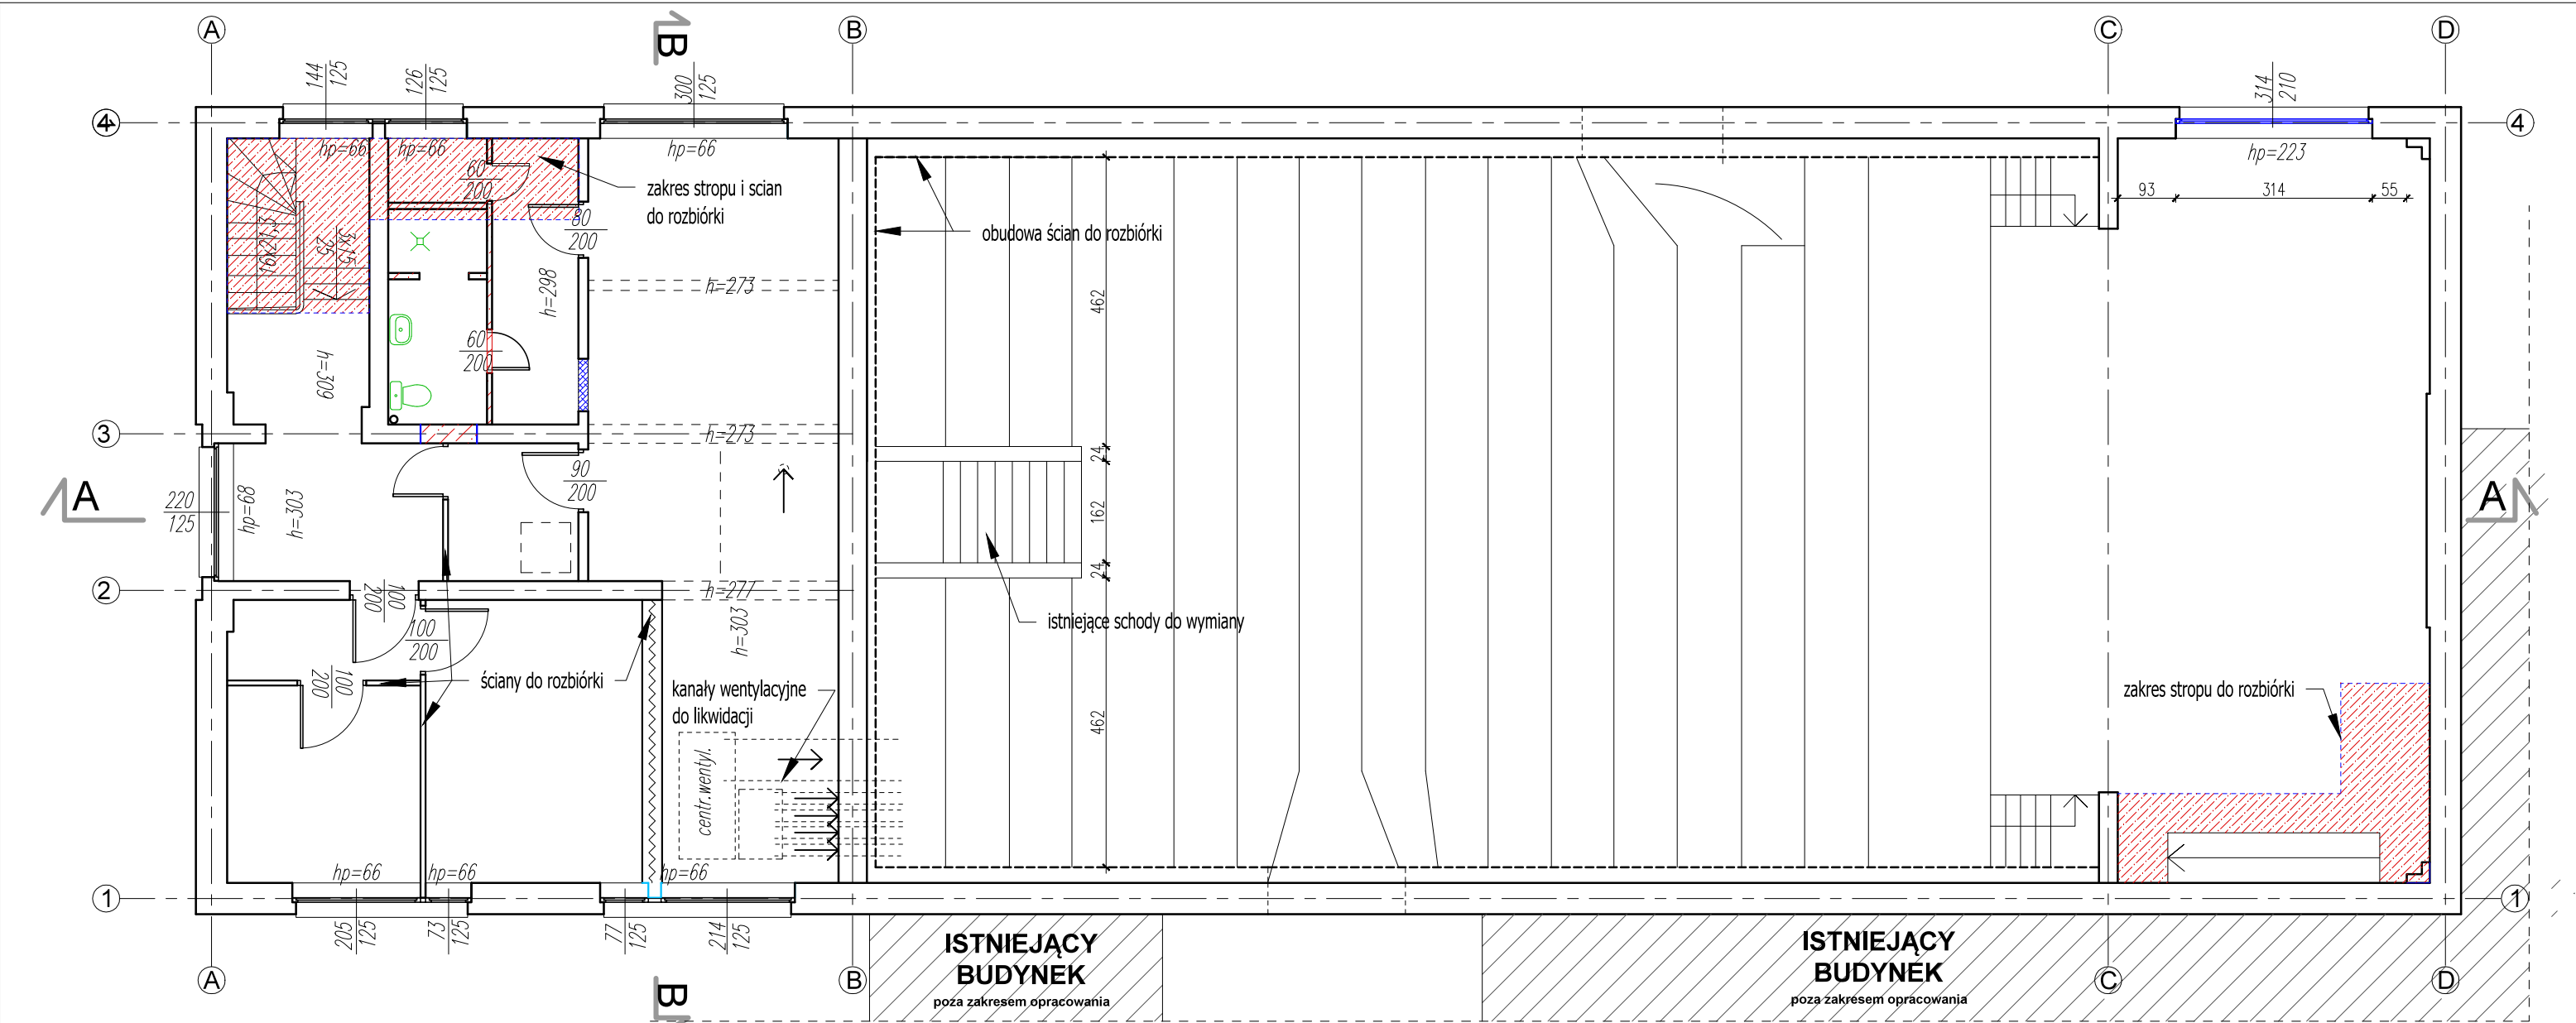 A
B
B
C
D
144
125
126
125
300
125
314
210
4
4
hp=66
hp=66
hp=66
hp=223
60
200
zakres stropu i scian
do rozbiórki
93
314
55
80
200
obudowa ścian do rozbiórki
16x21,3
3x15
25
h=298
h=273
462
60
200
h=309
3
h=273
24
90
200
A
220
125
hp=68
h=303
162
A
24
2
100
200
h=277
h=303
istniejące schody do wymiany
100
200
100
200
ściany do rozbiórki
kanały wentylacyjne
do likwidacji
zakres stropu do rozbiórki
462
centr.wentyl.
hp=66
hp=66
hp=66
1
1
205
125
73
125
77
125
214
125
ISTNIEJĄCY
BUDYNEK
poza zakresem opracowania
ISTNIEJĄCY
BUDYNEK
poza zakresem opracowania
A
B
B
C
D